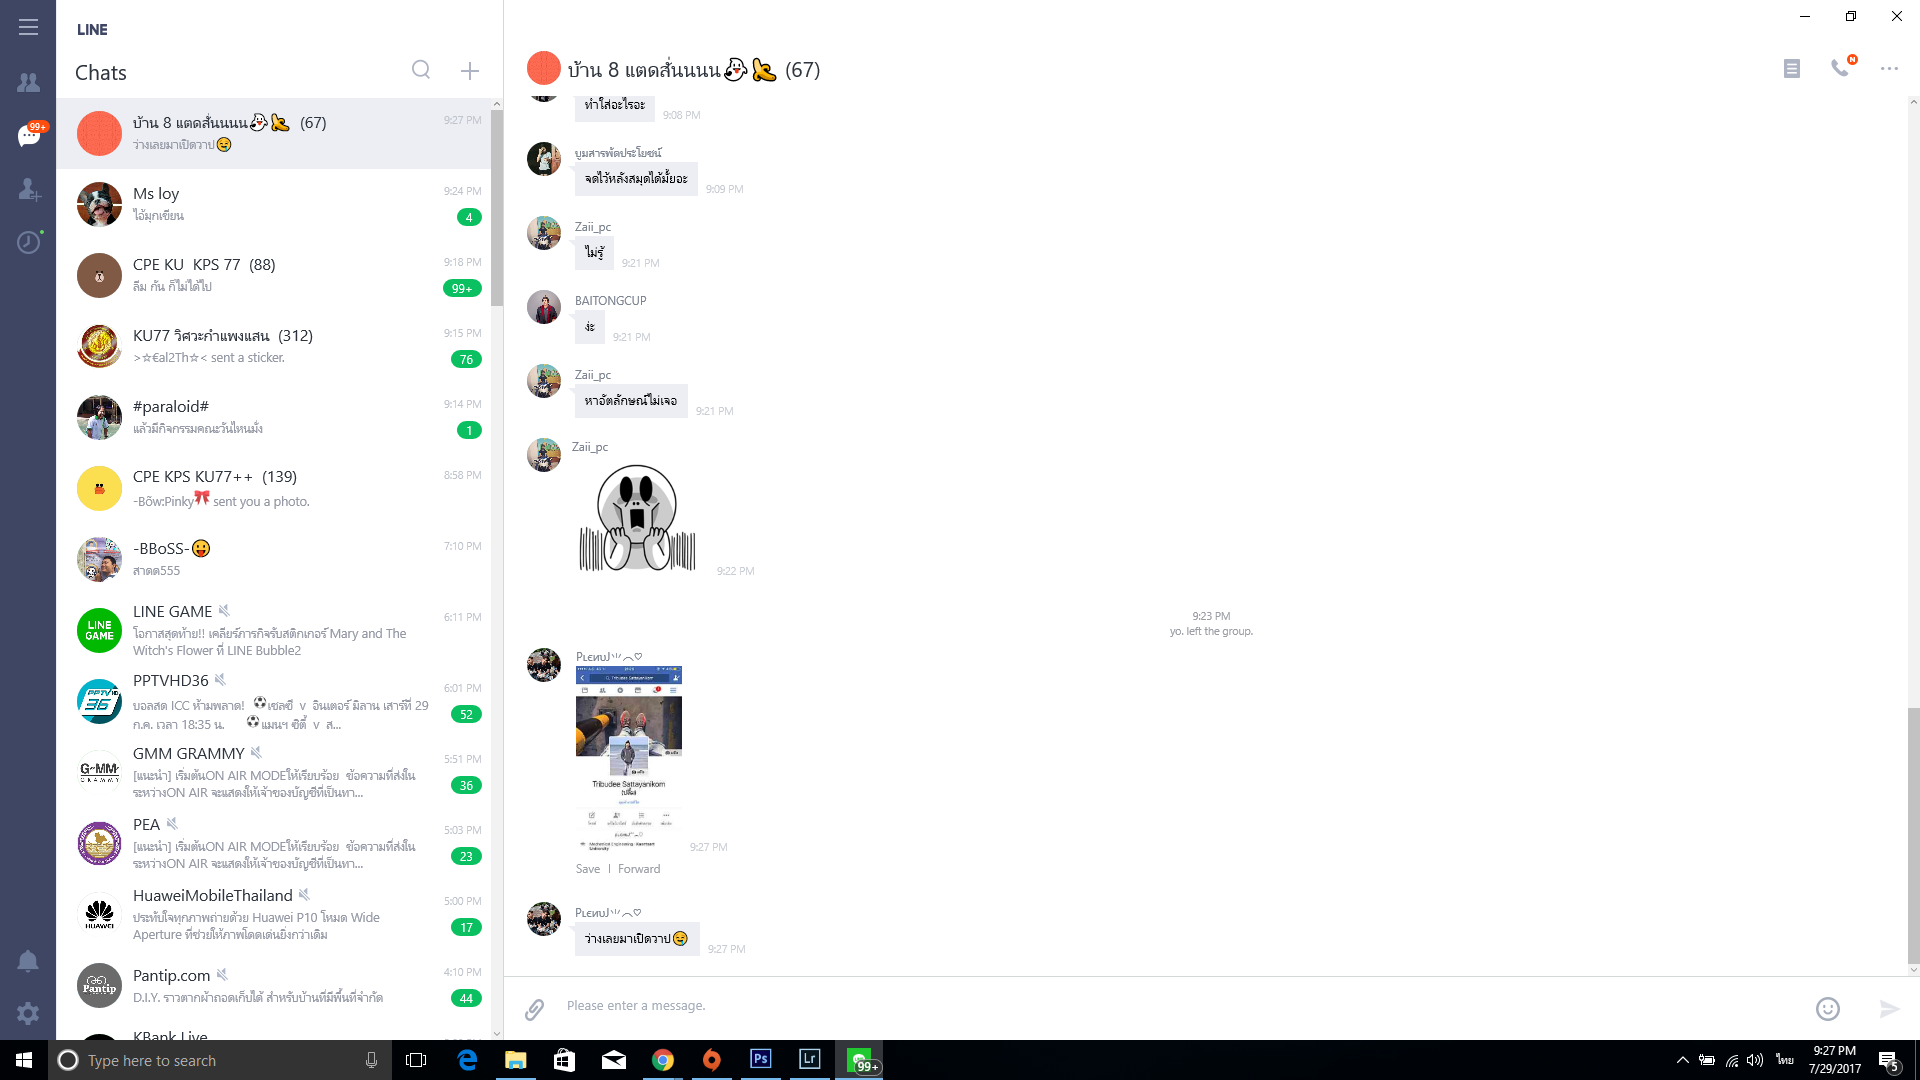 LINE
Chats
99+
บ้าน 8 แตดสั่นนนน👻💪 (67)
9:27 PM
ว่างเลยมาเปิดวาป🤤
Ms loy
9:24 PM
ไอ้มุกเขียน
4
CPE KU  KPS 77  (88)
9:18 PM
ลืม กัน ก็ไม่ได้ไป
99+
KU77 วิศวะกำแพงแสน  (312)
9:15 PM
>☆€al2Th☆< sent a sticker.
76
#paraloid#
9:14 PM
แล้วมีกิจกรรมคณะวันไหนมั่ง
1
CPE KPS KU77++  (139)
8:58 PM
-Bõw:Pinky🎀 sent you a photo.
-BBoSS-😛
7:10 PM
สาดด555
LINE GAME
6:11 PM
โอกาสสุดท้าย!! เคลียร์ภารกิจรับสติกเกอร์ Mary and The
Witch's Flower ที่ LINE Bubble2
PPTVHD36
6:01 PM
บอลสด ICC ห้ามพลาด!  ⚽เชลซี  v  อินเตอร์ มิลาน เสาร์ที่ 29
ก.ค. เวลา 18:35 น.  ⚽แมนฯ ซิตี้  v  ส...
52
GMM GRAMMY
5:51 PM
[แนะนำ] เริ่มต้นON AIR MODEให้เรียบร้อย  ข้อความที่ส่งใน
ระหว่างON AIR จะแสดงให้เจ้าของบัญชีที่เป็นทา...
36
PEA
5:03 PM
[แนะนำ] เริ่มต้นON AIR MODEให้เรียบร้อย  ข้อความที่ส่งใน
ระหว่างON AIR จะแสดงให้เจ้าของบัญชีที่เป็นทา...
23
HuaweiMobileThailand
5:00 PM
ประทับใจทุกภาพถ่ายด้วย Huawei P10 โหมด Wide
Aperture ที่ช่วยให้ภาพโดดเด่นยิ่งกว่าเดิม
17
Pantip.com
4:10 PM
D.I.Y. ราวตากผ้าถอดเก็บได้ สำหรับบ้านที่มีพื้นที่จำกัด
44
KBank Live
บ้าน 8 แตดสั่นนนน👻💪 (67)
N
ทำใส่อะไรอะ
9:08 PM
บูมสารพัดประโยชน์
จดไว้หลังสมุดได้มั้ยอะ
9:09 PM
Zaii_pc
ไม่รู้
9:21 PM
BAITONGCUP
ง่ะ
9:21 PM
Zaii_pc
หาอัตลักษณ์ไม่เจอ
9:21 PM
Zaii_pc
9:22 PM
9:23 PM
yo. left the group.
Tribudee Sattayanikom
Tribudee Sattayanikom
(ปลื้ม)
Mechanical Engineering - Kasetsart
University
9:27 PM
Save | Forward
ว่างเลยมาเปิดวาป🤤
9:27 PM
Please enter a message.
Type here to search
Ps
Lr
99+
ไทย
9:27 PM
7/29/2017
5
LINE
GAME
PPTV HD
36
G"MM'
GRAMMY
HUAWEI
Pantip